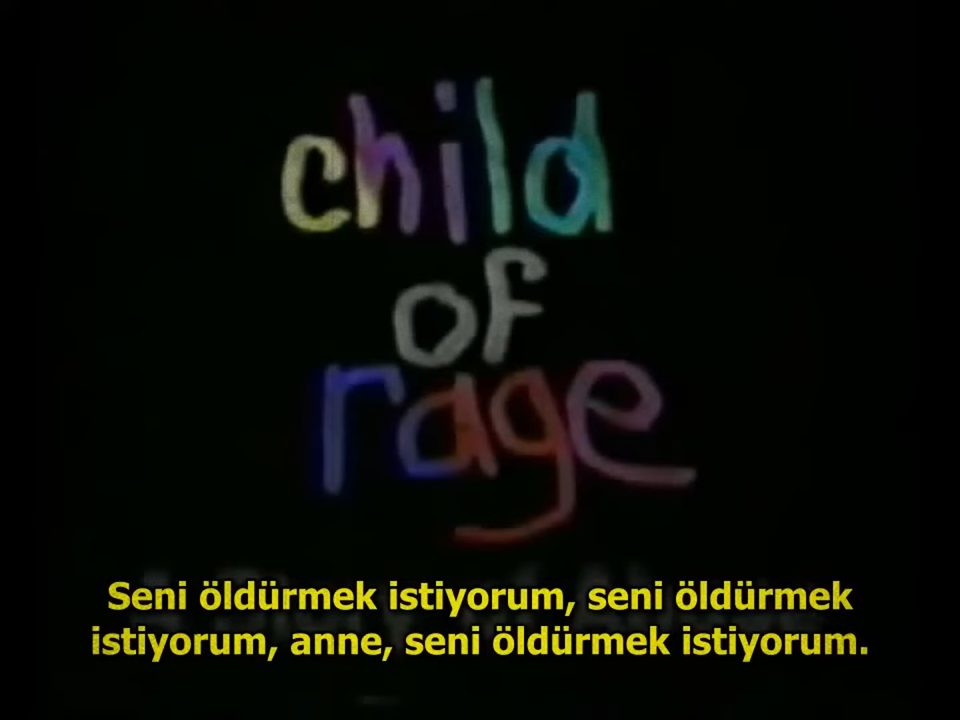 child
of
rage
Seni öldürmek istiyorum, seni öldürmek
istiyorum, anne, seni öldürmek istiyorum.